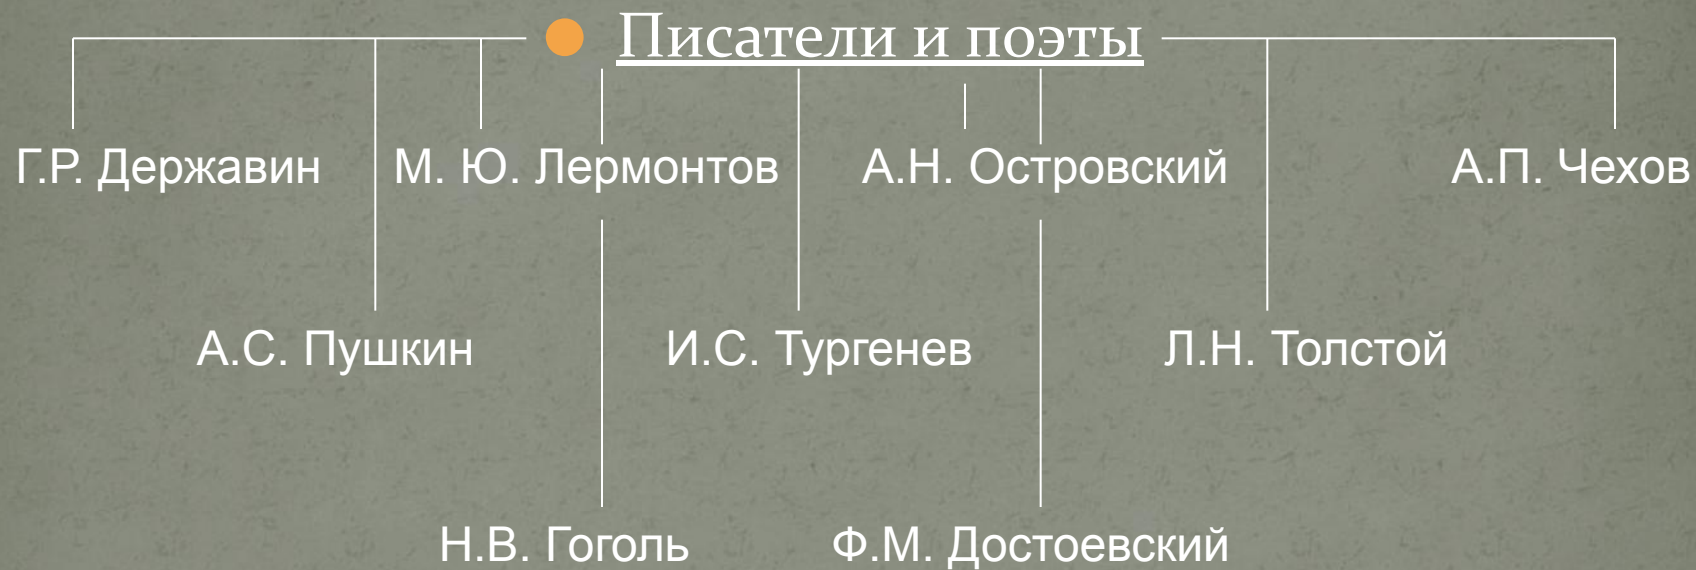 Писатели и поэты
Г.Р. Державин М. Ю. Лермонтов А.Н. Островский А.П. Чехов
А.С. Пушкин И.С. Тургенев Л.Н. Толстой
Н.В. Гоголь Ф.М. Достоевский